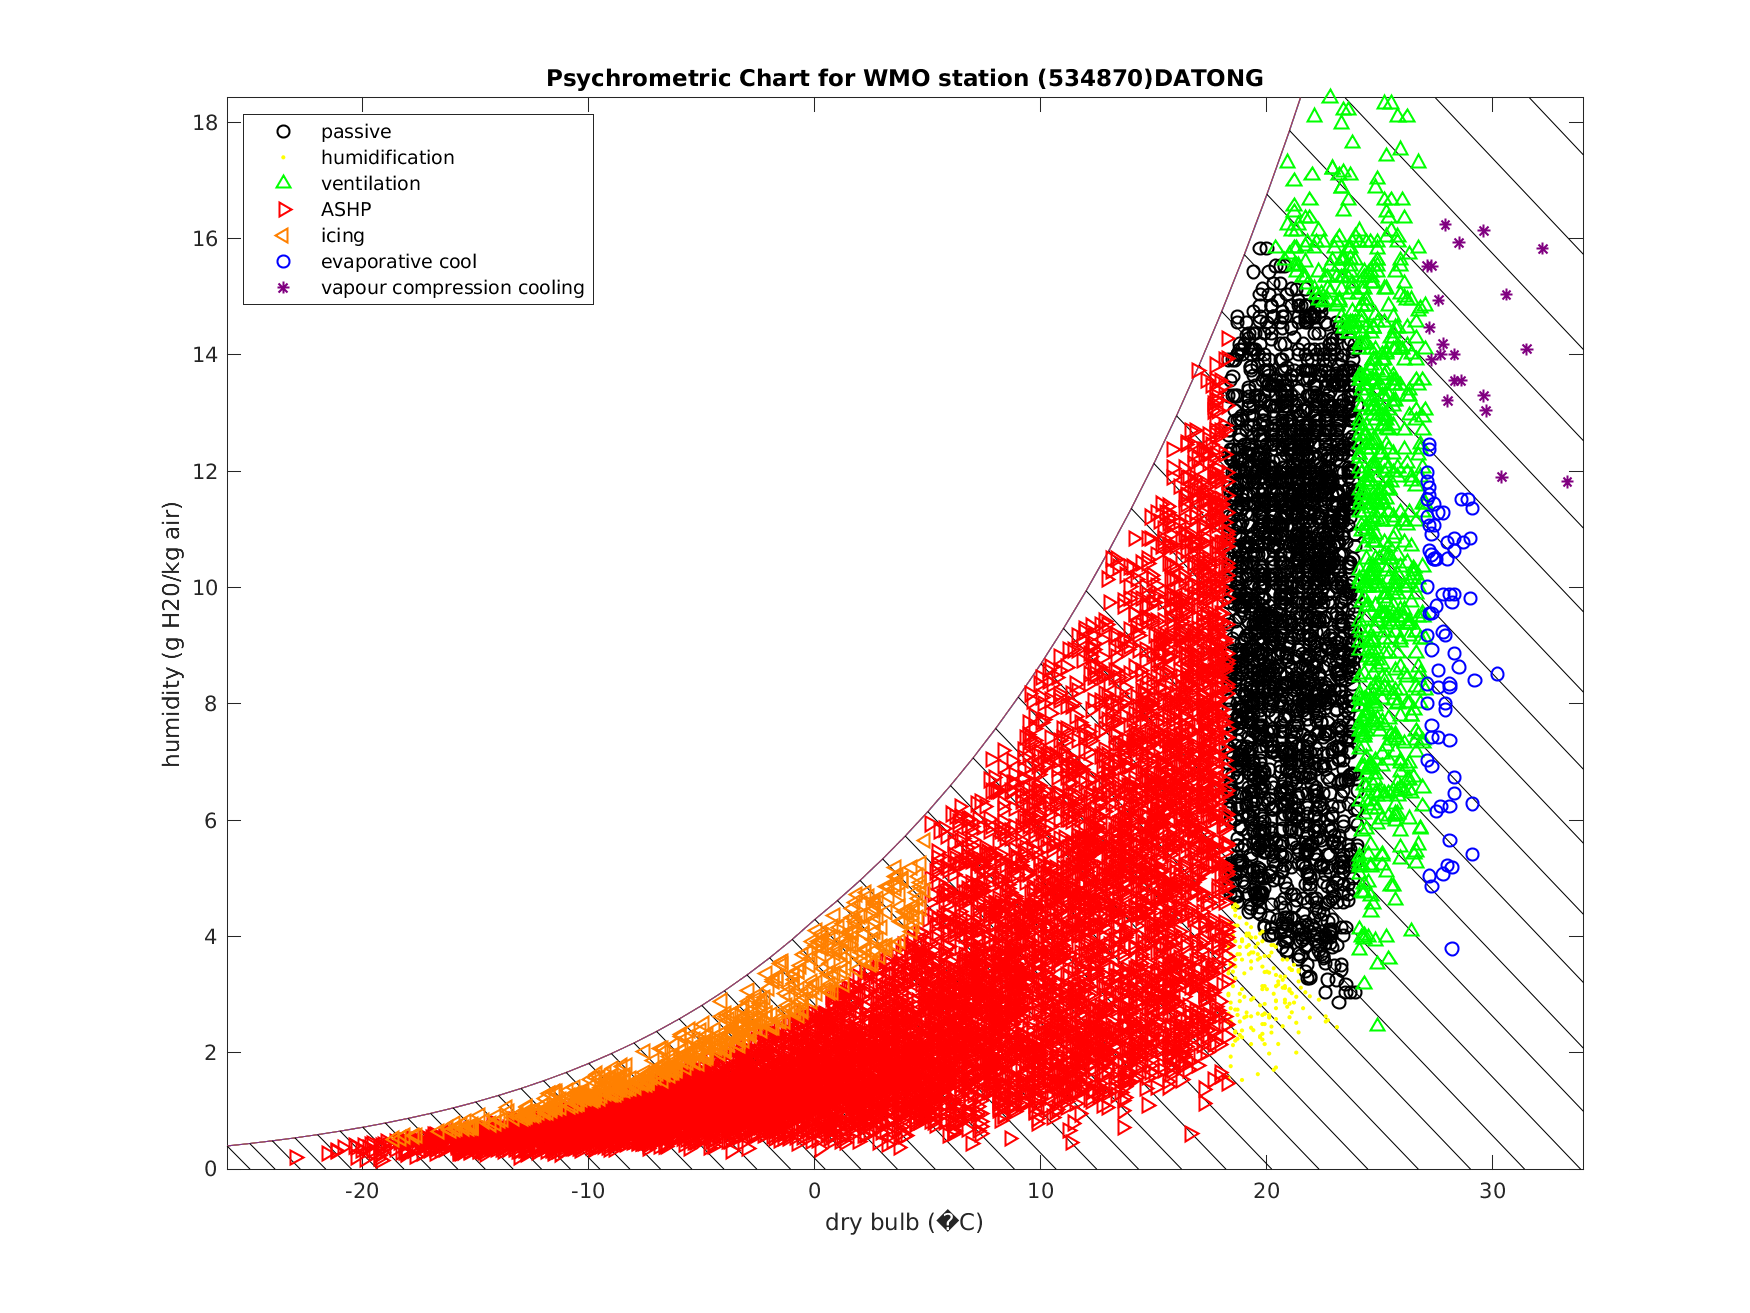 Psychrometric Chart for WMO station (534870)DATONG
passive
humidification
ventilation
ASHP
icing
evaporative cool
vapour compression cooling
humidity (g H20/kg air)
18
16
14
12
10
8
6
4
2
0
-20 -10 0 10 20 30
dry bulb (�C)